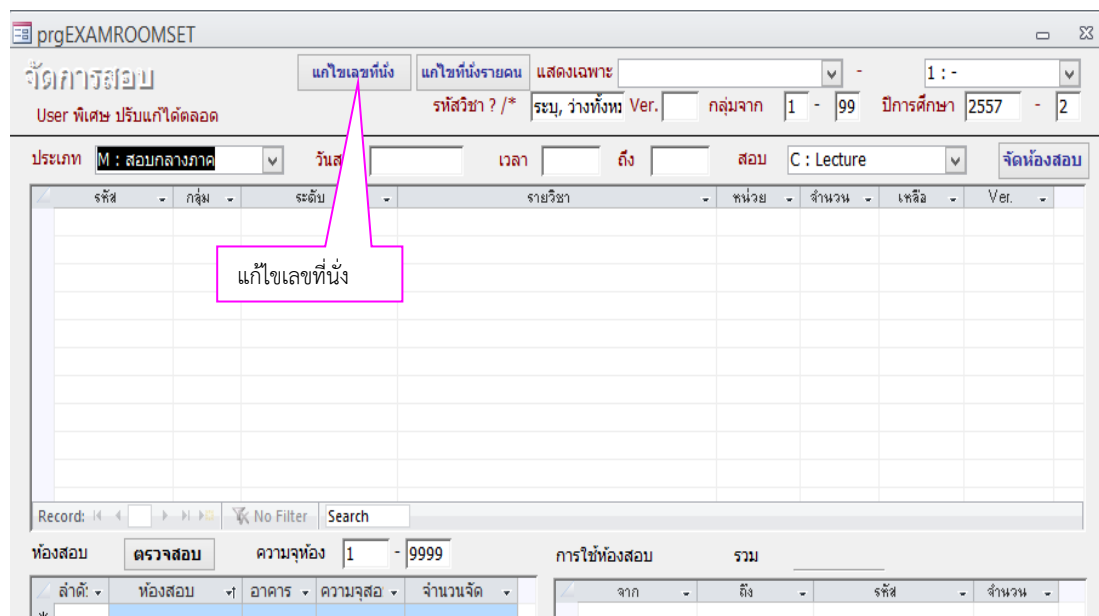 prgEXAMROOMSET
จัดการสอบ แก้ไขเลขที่นั่ง แก้ไขที่นั่งรายคน แสดงเฉพาะ - 1 : -
User พิเศษ ปรับแก้ได้ตลอด รหัสวิชา ? /* ระบุ, ว่างทั้งหม Ver. กลุ่มจาก 1 - 99 ปีการศึกษา 2557 - 2
ประเภท M : สอบกลางภาค วันส เวลา ถึง สอบ C : Lecture จัดห้องสอบ
รหัส กลุ่ม ระดับ รายวิชา หน่วย จำนวน เหลือ Ver.
แก้ไขเลขที่นั่ง
Record: No Filter Search
ห้องสอบ ตรวจสอบ ความจุห้อง 1 - 9999 การใช้ห้องสอบ รวม
ลำดั ห้องสอบ อาคาร ความจุสอ จำนวนจัด จาก ถึง รหัส จำนวน
*